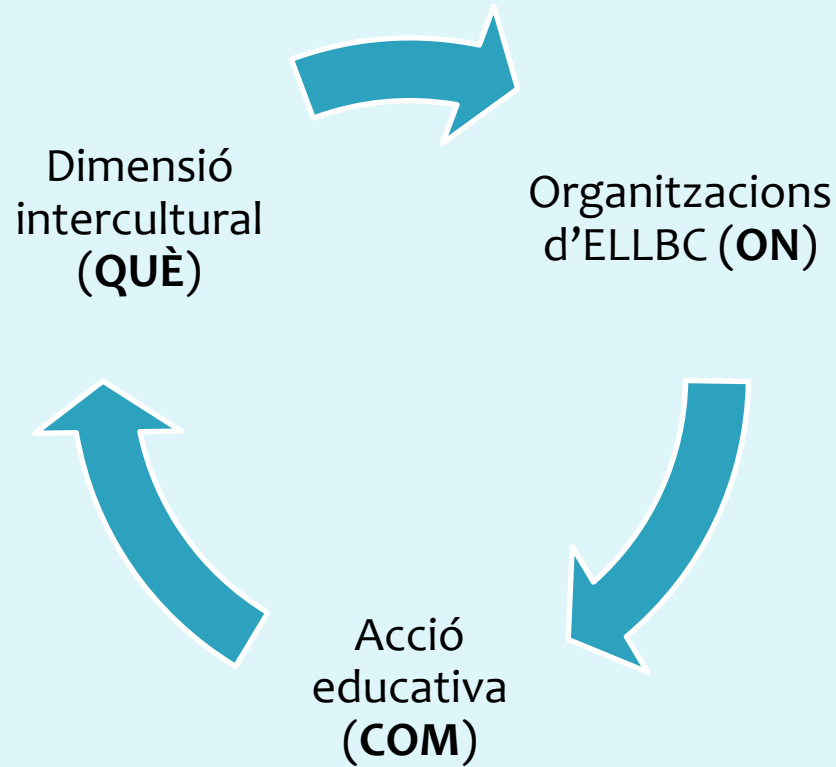 Dimensió
intercultural
(QUÈ)
Organitzacions
d’ELLBC (ON)
Acció
educativa
(COM)